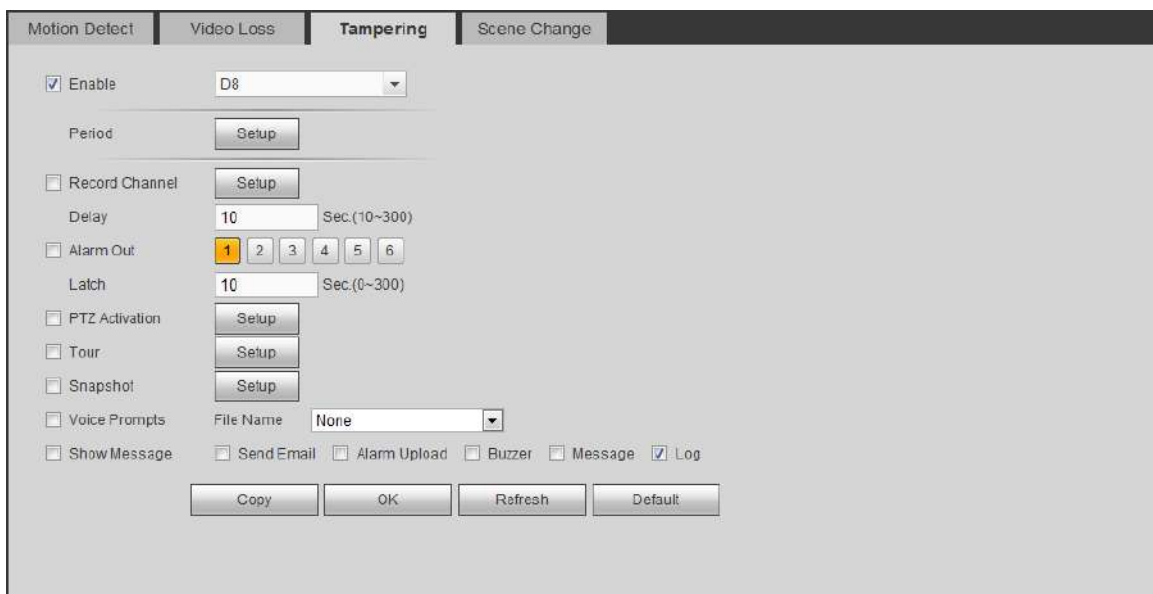 Motion Detect Video Loss Tampering Scene Change
Enable D8
Period Setup
Record Channel Setup
Delay 10 Sec.(10~300)
Alarm Out 1 2 3 4 5 6
Latch 10 Sec.(0~300)
PTZ Activation Setup
Tour Setup
Snapshot Setup
Voice Prompts File Name None
Show Message Send Email Alarm Upload Buzzer Message Log
Copy OK Refresh Default